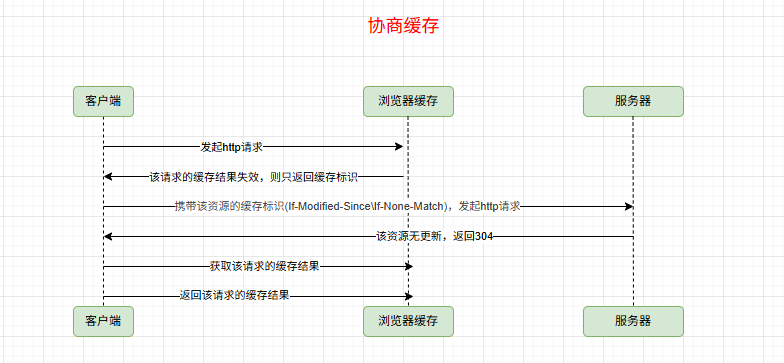 协商缓存
客户端
浏览器缓存
服务器
发起http请求
该请求的缓存结果失效，则只返回缓存标识
携带该资源的缓存标识(If-Modified-Since\If-None-Match)，发起http请求
该资源无更新，返回304
获取该请求的缓存结果
返回该请求的缓存结果
客户端
浏览器缓存
服务器